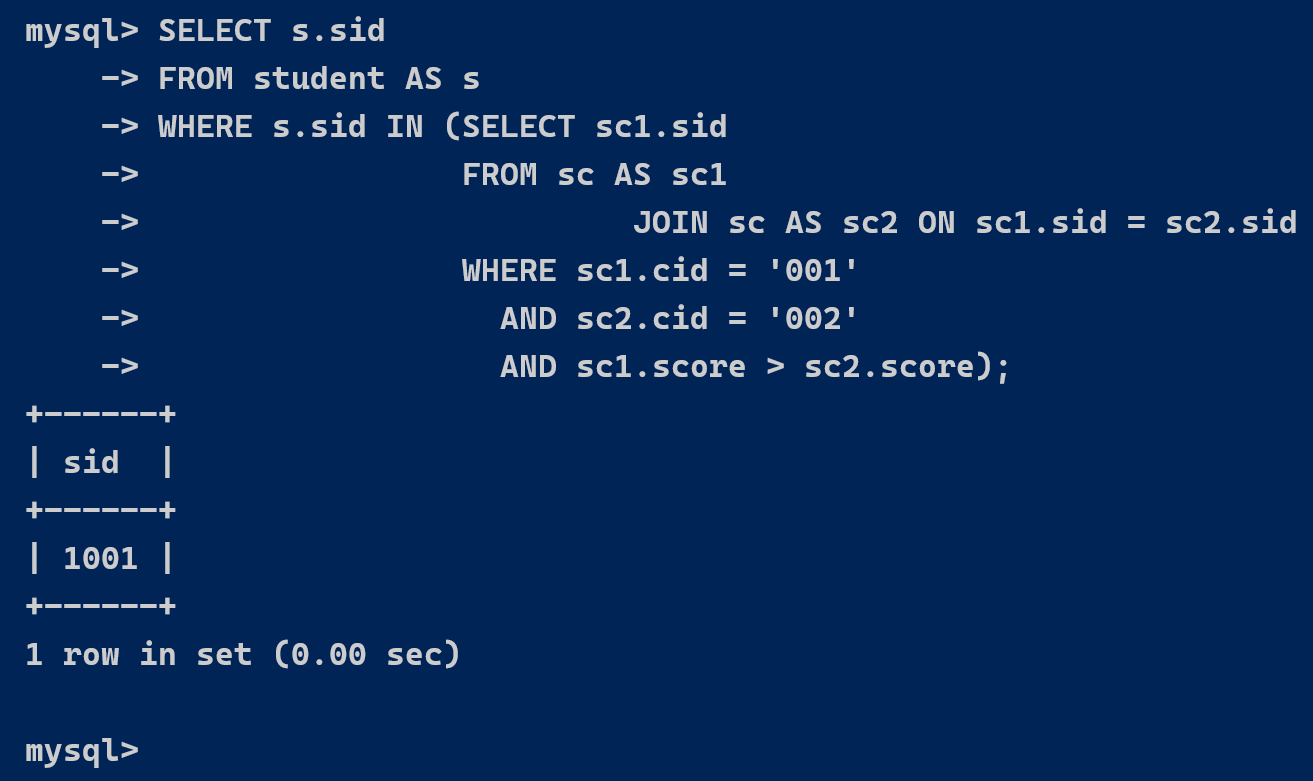 mysql> SELECT s.sid
    -> FROM student AS s
    -> WHERE s.sid IN (SELECT sc1.sid
    ->                 FROM sc AS sc1
    ->                          JOIN sc AS sc2 ON sc1.sid = sc2.sid
    ->                 WHERE sc1.cid = '001'
    ->                   AND sc2.cid = '002'
    ->                   AND sc1.score > sc2.score);
+------+
| sid  |
+------+
| 1001 |
+------+
1 row in set (0.00 sec)

mysql>